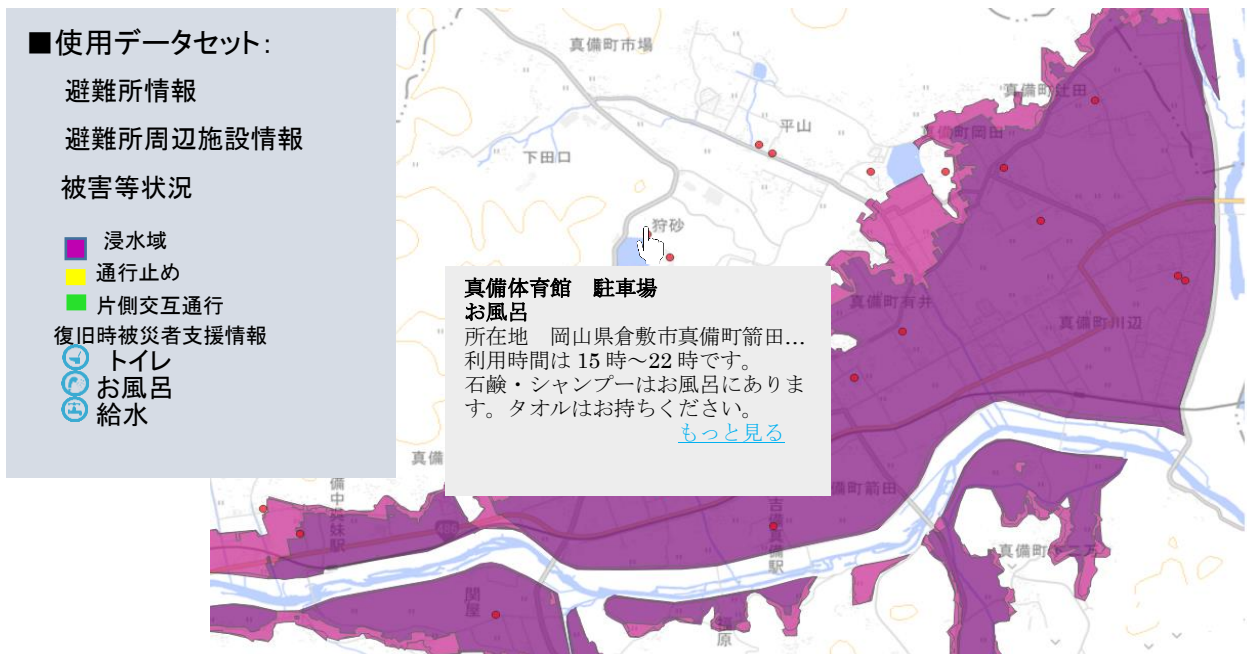 ■使用データセット：
避難所情報
避難所周辺施設情報
被害等状況
浸水域
通行止め
片側交互通行
復旧時被災者支援情報
トイレ
お風呂
給水
真備町市場
真備町辻田
平山
真備町岡田
下田口
狩砂
真備体育館　駐車場
お風呂
所在地　岡山県倉敷市真備町箭田…
利用時間は 15 時～22 時です。
石鹸・シャンプーはお風呂にありま
す。タオルはお持ちください。
もっと見る
真備町有井
真備町川辺
真備
備町箭田
備中呉妹駅
486
吉備真備駅
真備町下二万
関屋
福原